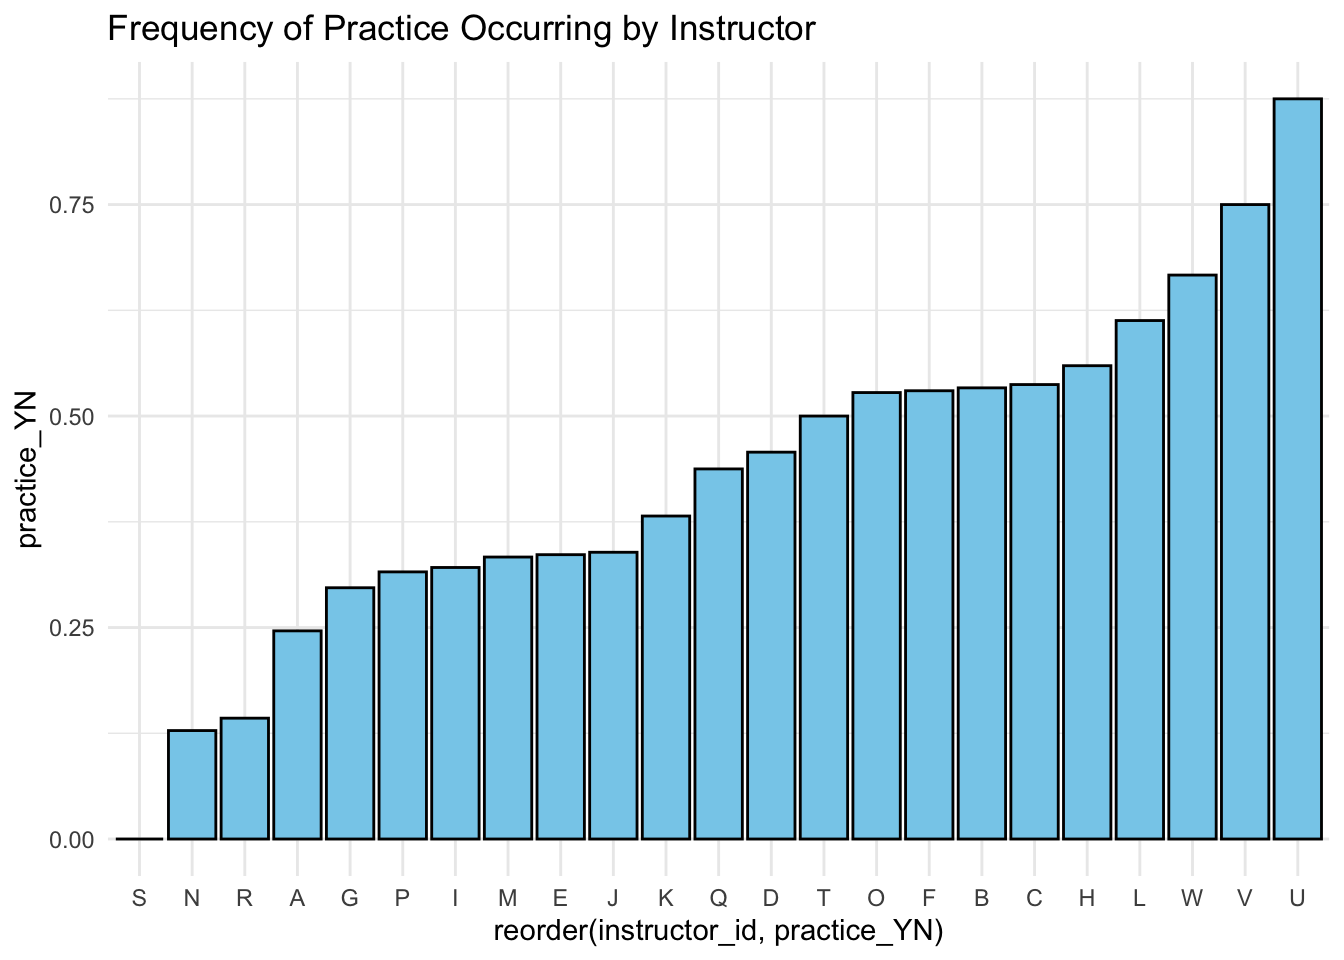 Frequency of Practice Occurring by Instructor
practice_YN
0.75
0.50
0.25
0.00
S N R A G P I M E J K Q D T O F B C H L W V U
reorder(instructor_id, practice_YN)